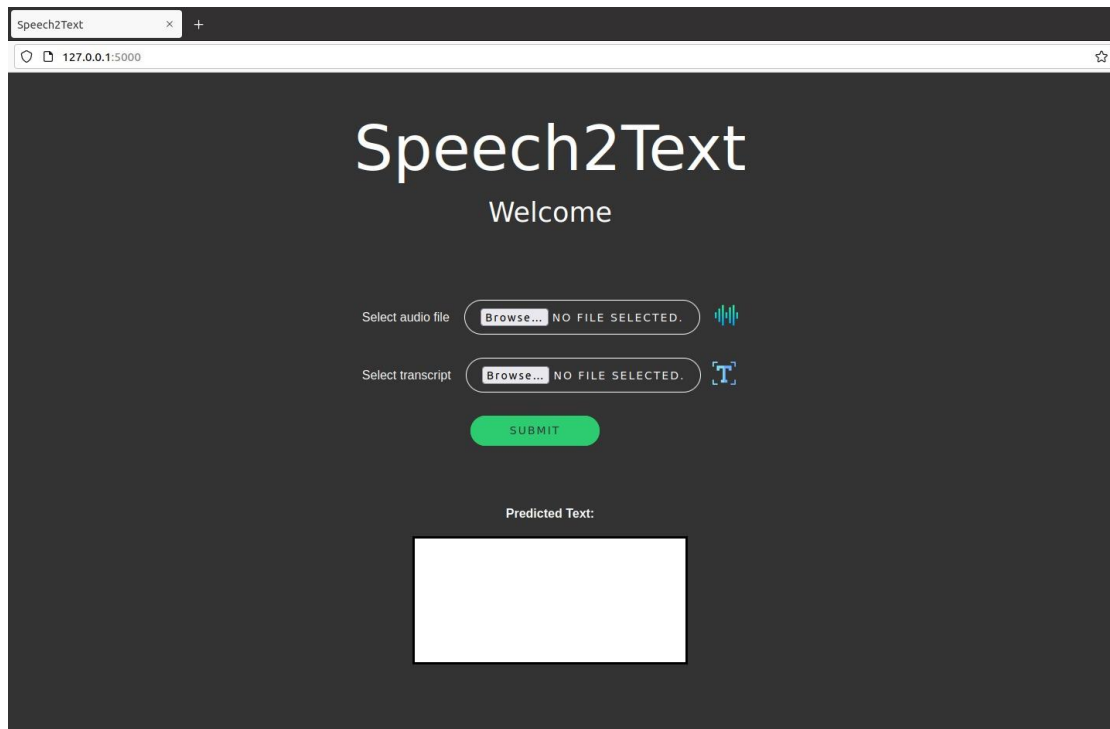 Speech2Text × +
127.0.0.1:5000
Speech2Text
Welcome
Select audio file Browse... NO FILE SELECTED.
Select transcript Browse... NO FILE SELECTED. T
SUBMIT
Predicted Text: